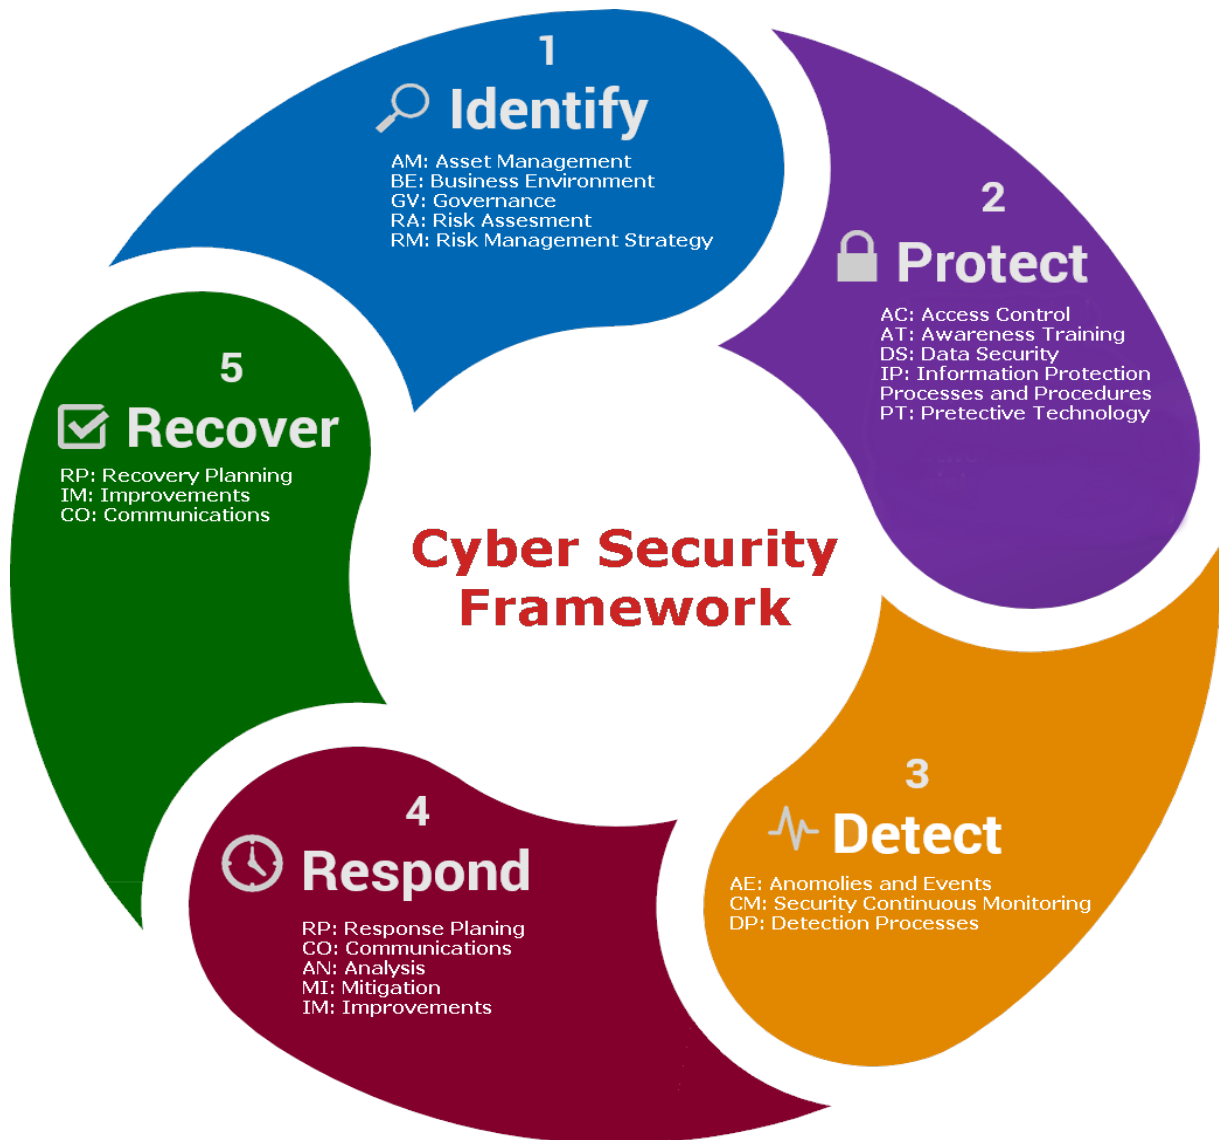 1
Identify
AM: Asset Management
BE: Business Environment
GV: Governance
RA: Risk Assesment
RM: Risk Management Strategy
2
Protect
AC: Access Control
AT: Awareness Training
DS: Data Security
IP: Information Protection
Processes and Procedures
PT: Pretective Technology
3
Detect
AE: Anomolies and Events
CM: Security Continuous Monitoring
DP: Detection Processes
4
Respond
RP: Response Planing
CO: Communications
AN: Analysis
MI: Mitigation
IM: Improvements
5
Recover
RP: Recovery Planning
IM: Improvements
CO: Communications
Cyber Security
Framework